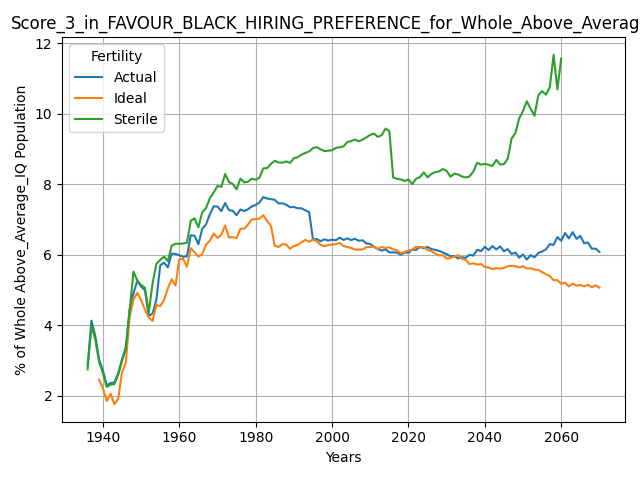 Score_3_in_FAVOUR_BLACK_HIRING_PREFERENCE_for_Whole_Above_Averag
% of Whole Above_Average_IQ Population
12
10
8
6
4
2
Fertility
Actual
Ideal
Sterile
1940 1960 1980 2000 2020 2040 2060
Years